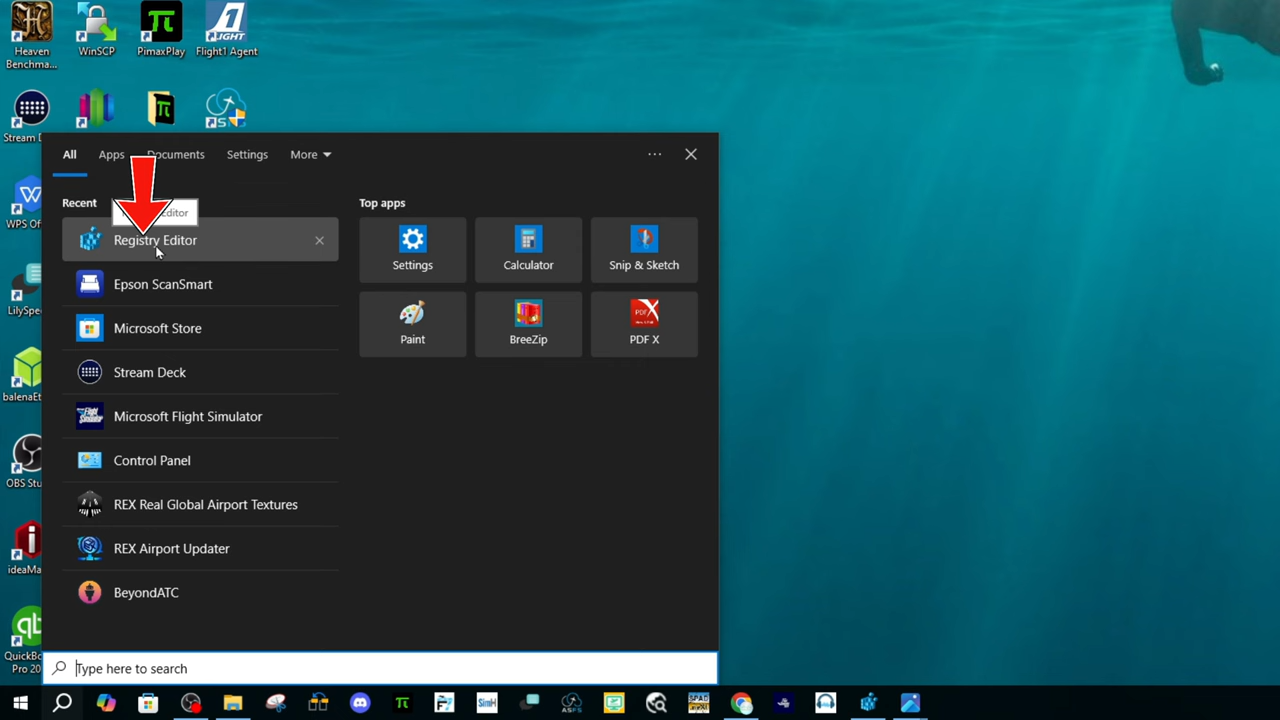 Heaven
Benchma...
WinSCP
PimaxPlay
Flight1 Agent
Stream D
WPS Of
LilySpe
balenaEt
OBS Stu
ideaMa
QuickBo
Pro 20
All
Apps
Documents
Settings
More
Recent
Editor
Registry Editor
Epson ScanSmart
Microsoft Store
Stream Deck
Microsoft Flight Simulator
Control Panel
REX Real Global Airport Textures
REX Airport Updater
BeyondATC
Top apps
Settings
Calculator
Snip & Sketch
Paint
BreeZip
PDF X
Type here to search